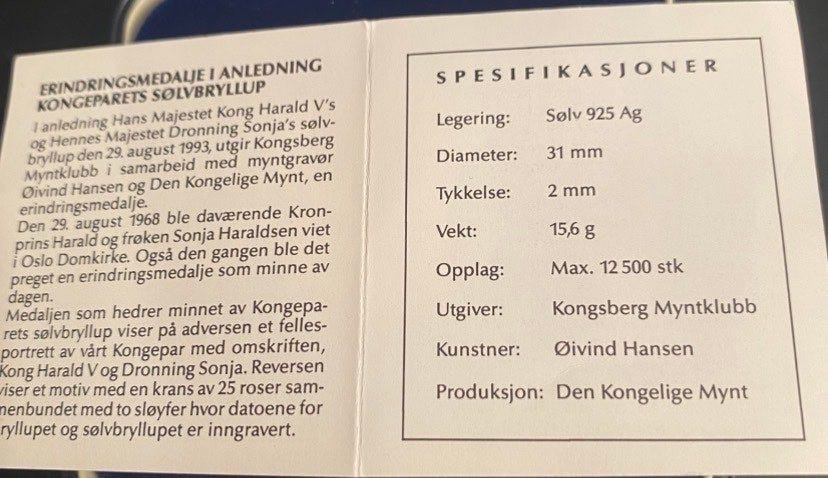 ERINDRINGSMEDALJE I ANLEDNING
KONGEPARETS SØLVBRYLLUP
I anledning Hans Majestet Kong Harald V's
og Hennes Majestet Dronning Sonja's sølv-
bryllup den 29. august 1993, utgir Kongsberg
Myntklubb i samarbeid med myntgravør
Øivind Hansen og Den Kongelige Mynt, en
erindringsmedalje.
Den 29. august 1968 ble daværende Kron-
prins Harald og frøken Sonja Haraldsen viet
i Oslo Domkirke. Også den gangen ble det
preget en erindringsmedalje som minne av
dagen.
Medaljen som hedrer minnet av Kongepa-
rets sølvbryllup viser på adversen et felles-
portrett av vårt Kongepar med omskriften,
Kong Harald V og Dronning Sonja. Reversen
viser et motiv med en krans av 25 roser sam-
nenbundet med to sløyfer hvor datoene for
ryllupet og sølvbryllupet er inngravert.
SPESIFIKASJONER
Legering: Sølv 925 Ag
Diameter: 31 mm
Tykkelse: 2 mm
Vekt: 15,6 g
Opplag: Max. 12 500 stk
Utgiver: Kongsberg Myntklubb
Kunstner: Øivind Hansen
Produksjon: Den Kongelige Mynt